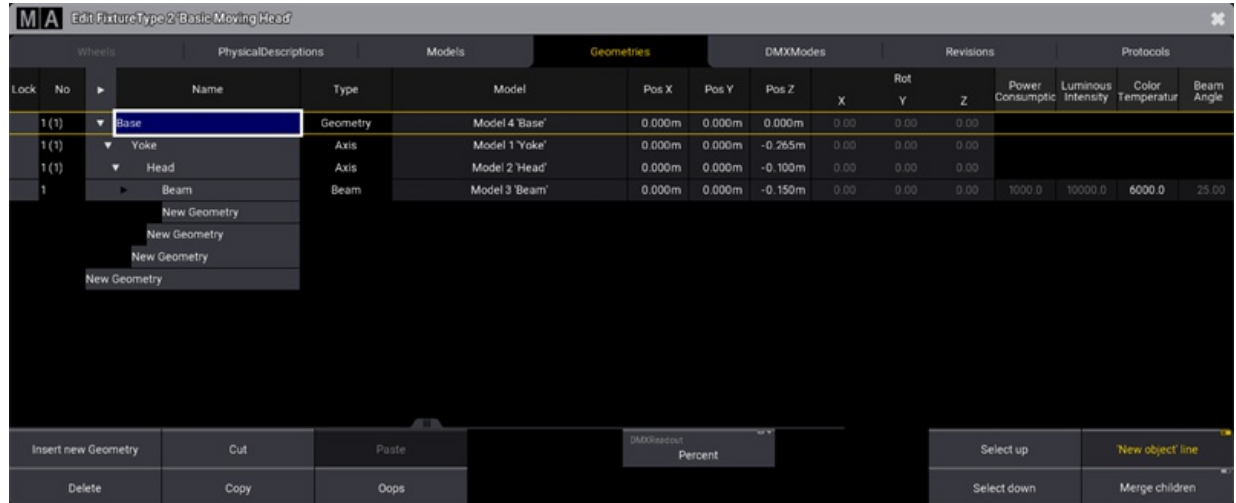 MA Edit FixtureType 2 'Basic Moving Head'
Wheels PhysicalDescriptions Models Geometries DMXModes Revisions Protocols
Lock No Name Type Model Pos X Pos Y Pos Z Rot X Y Z Power Consumptic Luminous Intensity Color Temperatur Beam Angle
1 (1) Base Geometry Model 4 'Base' 0.000m 0.000m 0.000m 0.00 0.00 0.00
1 (1) Yoke Axis Model 1 'Yoke' 0.000m 0.000m -0.265m 0.00 0.00 0.00
1 (1) Head Axis Model 2 'Head' 0.000m 0.000m -0.100m 0.00 0.00 0.00
1 Beam Beam Model 3 'Beam' 0.000m 0.000m -0.150m 0.00 0.00 0.00 1000.0 10000.0 6000.0 25.00
New Geometry
New Geometry
New Geometry
New Geometry
Insert new Geometry Cut Paste DMXReadout Percent Select up 'New object' line
Delete Copy Oops Select down Merge children